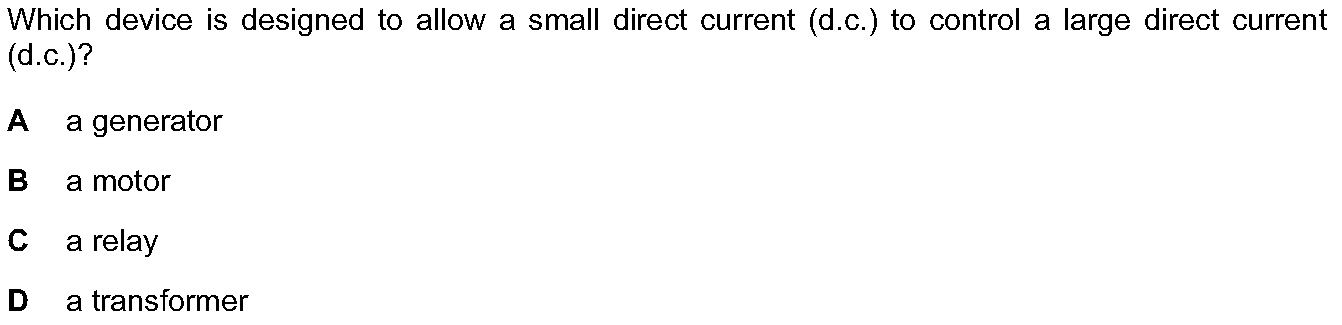 Which device is designed to allow a small direct current (d.c.) to control a large direct current
(d.c.)?
A a generator
B a motor
C a relay
D a transformer